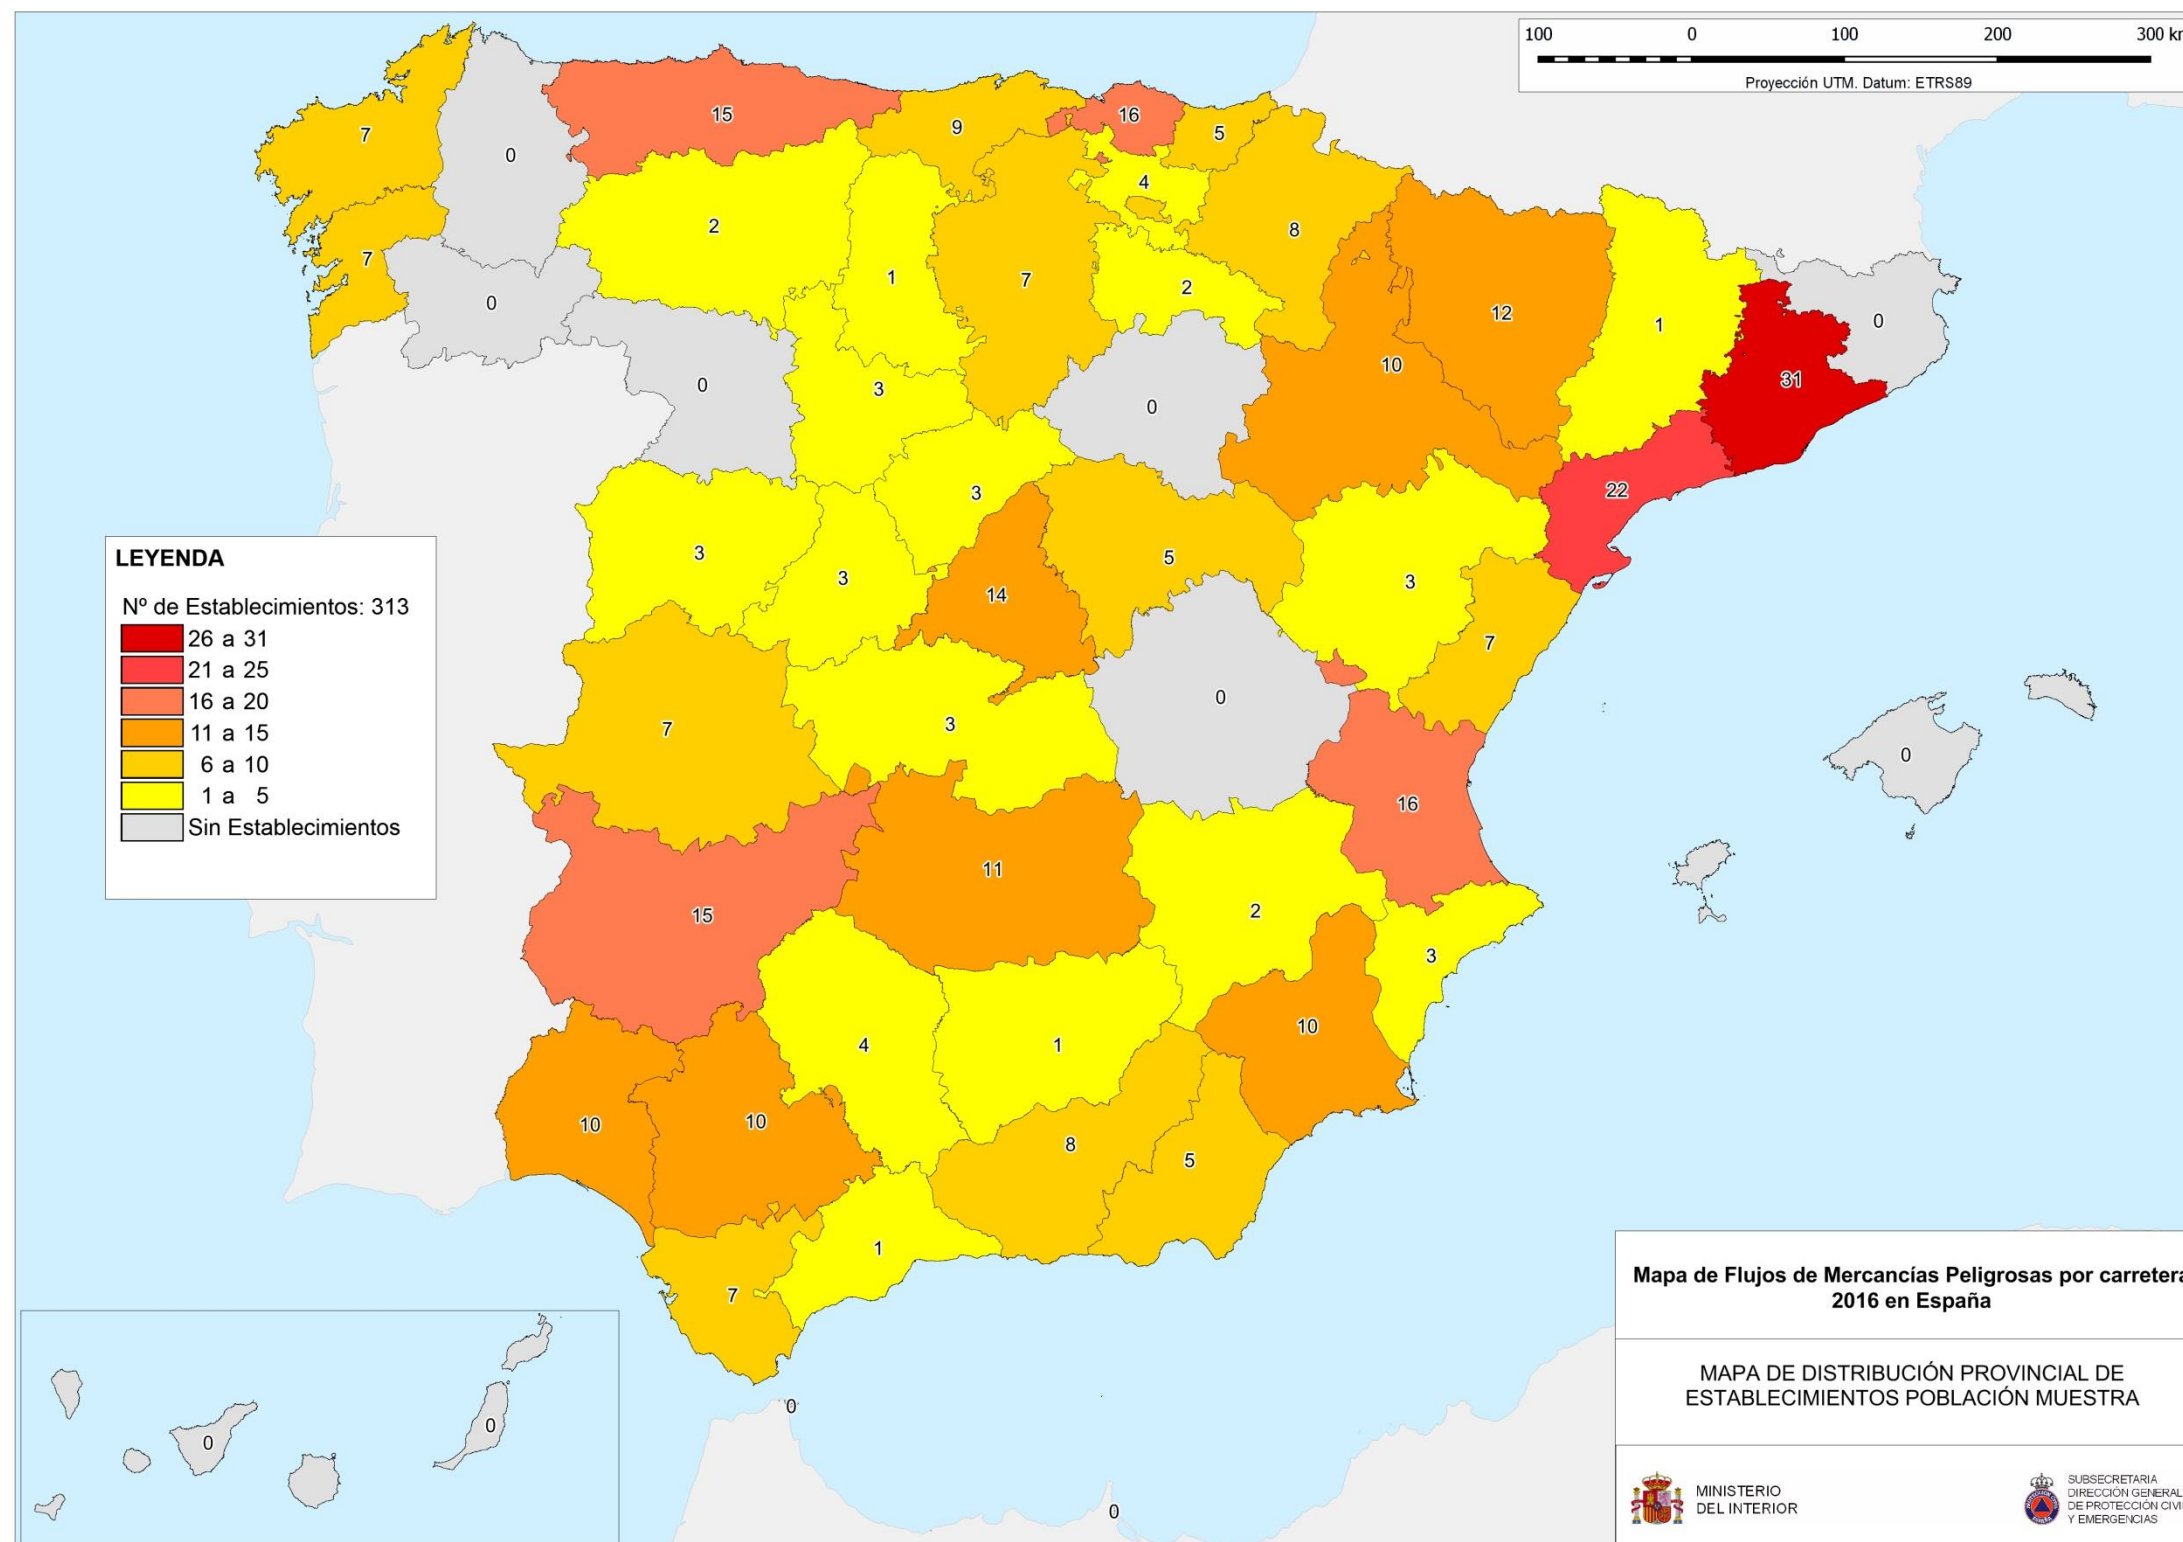 100 0 100 200 300 km
Proyección UTM. Datum: ETRS89
15
16
9
7
5
0
4
8
2
2
7
1
7
2
0
12
0
1
10
31
0
3
0
3
22
3
5
3
3
14
7
0
3
7
0
16
11
15
2
3
10
4
1
10
10
8
5
1
7
0
0
0
0
LEYENDA
Nº de Establecimientos: 313
26 a 31
21 a 25
16 a 20
11 a 15
6 a 10
1 a 5
Sin Establecimientos
Mapa de Flujos de Mercancías Peligrosas por carretera
2016 en España
MAPA DE DISTRIBUCIÓN PROVINCIAL DE
ESTABLECIMIENTOS POBLACIÓN MUESTRA
MINISTERIO
DEL INTERIOR
SUBSECRETARIA
DIRECCIÓN GENERAL
DE PROTECCIÓN CIVIL
Y EMERGENCIAS